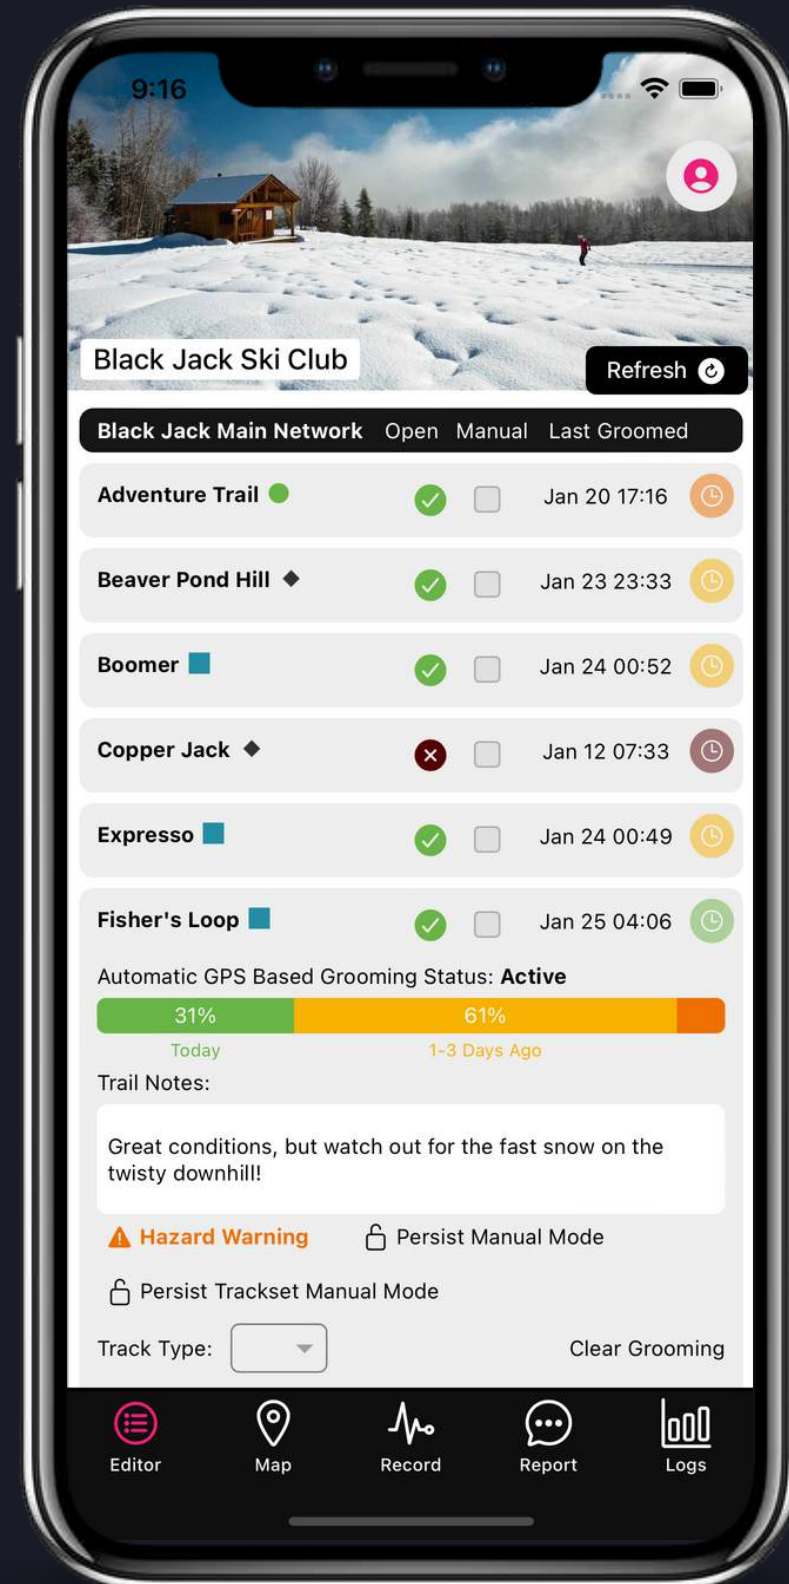 9:16
Black Jack Ski Club
Refresh
Black Jack Main Network Open Manual Last Groomed
Adventure Trail Jan 20 17:16
Beaver Pond Hill Jan 23 23:33
Boomer Jan 24 00:52
Copper Jack Jan 12 07:33
Expresso Jan 24 00:49
Fisher's Loop Jan 25 04:06
Automatic GPS Based Grooming Status: Active
31% 61%
Today 1-3 Days Ago
Trail Notes:
Great conditions, but watch out for the fast snow on the
twisty downhill!
Hazard Warning Persist Manual Mode
Persist Trackset Manual Mode
Track Type: Clear Grooming
Editor Map Record Report Logs